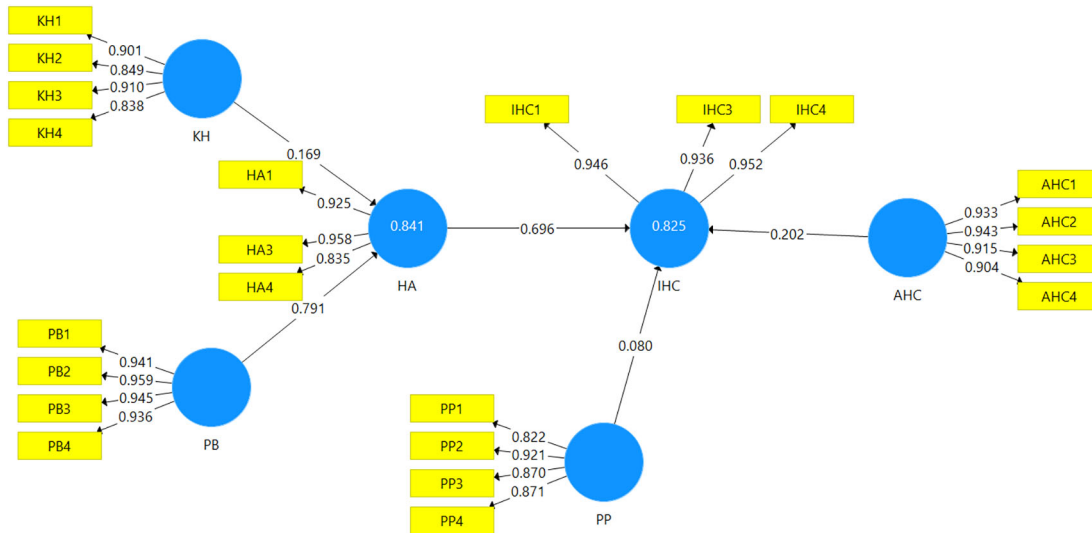 KH1
KH2
KH3
KH4
0.901
0.849
0.910
0.838
KH
0.169
HA1
HA3
HA4
0.925
0.958
0.835
0.841
HA
0.791
PB1
PB2
PB3
PB4
0.941
0.959
0.945
0.936
PB
0.696
IHC1
IHC3
IHC4
0.946
0.936
0.952
0.825
IHC
0.202
0.080
AHC1
AHC2
AHC3
AHC4
0.933
0.943
0.915
0.904
AHC
PP1
PP2
PP3
PP4
0.822
0.921
0.870
0.871
PP